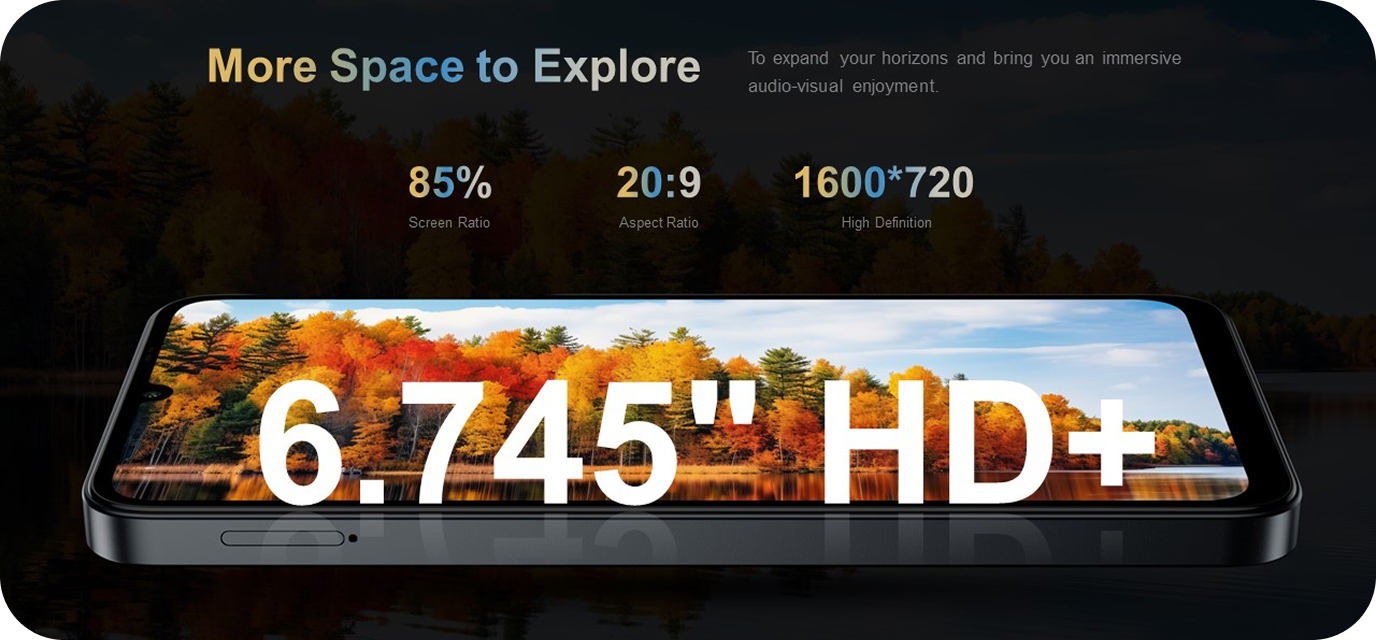 More Space to Explore
To expand your horizons and bring you an immersive
audio-visual enjoyment.
85%
Screen Ratio
20:9
Aspect Ratio
1600*720
High Definition
6.745" HD+